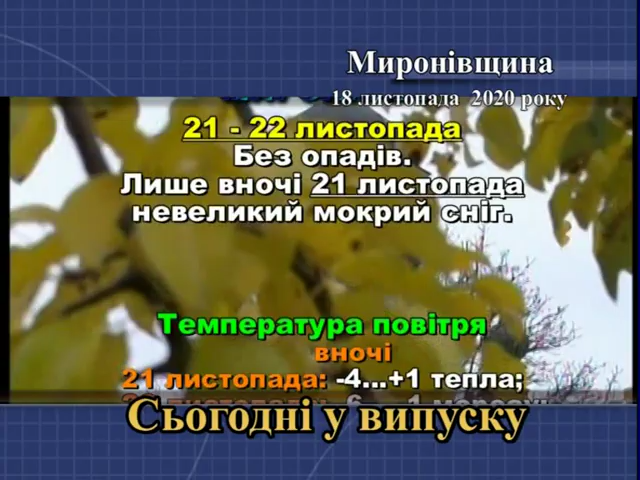 Миронівщина
18 листопада 2020 року
21 - 22 листопада
Без опадів.
Лише вночі 21 листопада
невеликий мокрий сніг.
Температура повітря
вночі
21 листопада: -4...+1 тепла;
Сьогодні у випуску